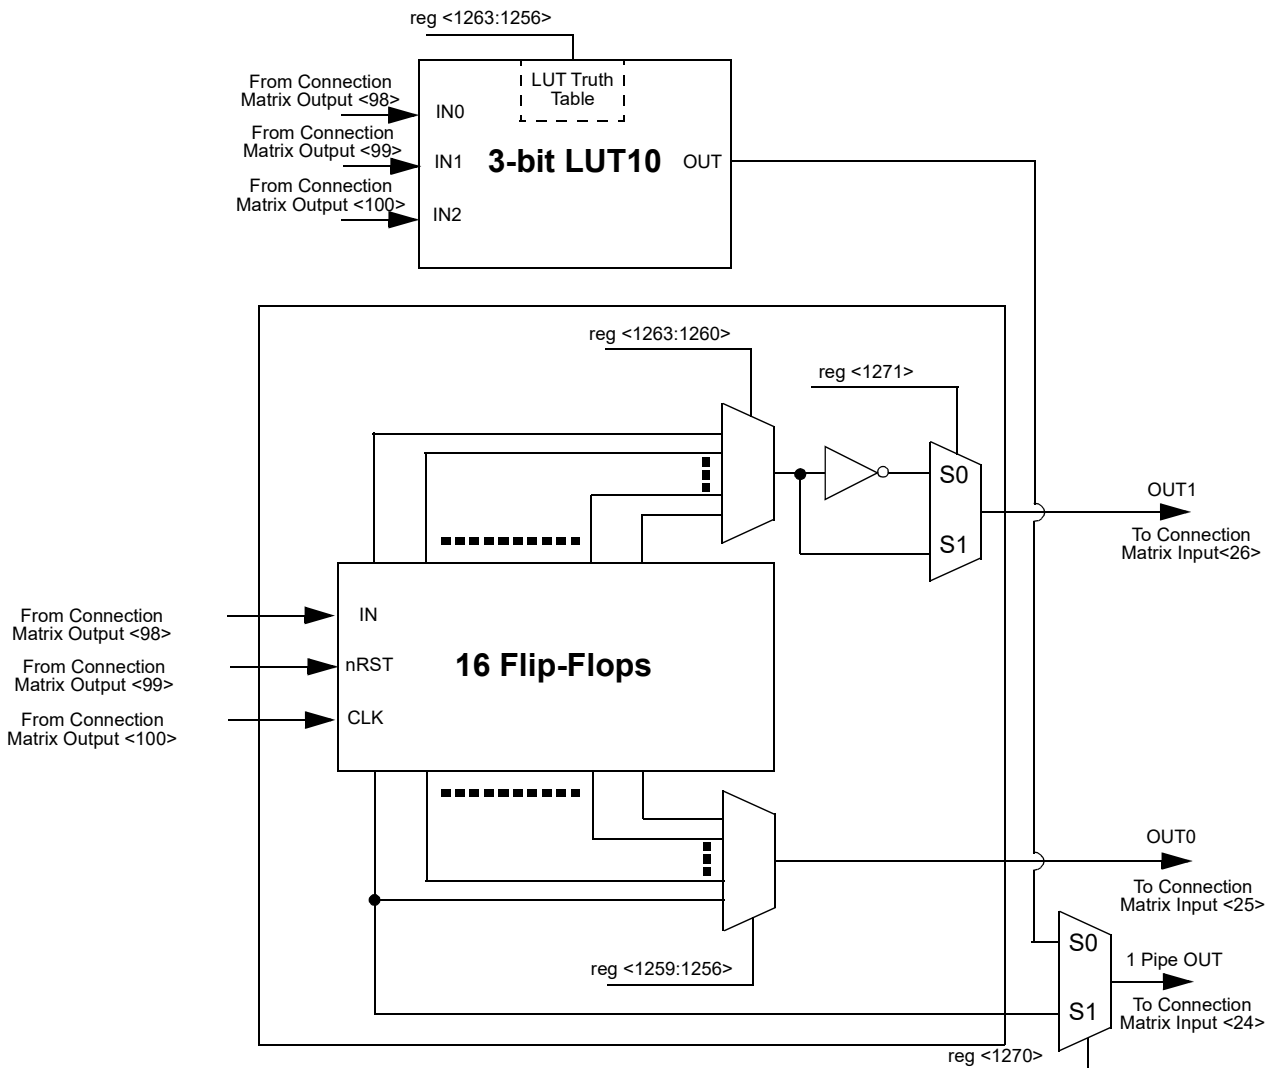 reg <1263:1256>
From Connection
Matrix Output <98>
LUT Truth
Table
IN0
From Connection
Matrix Output <99>
IN1
3-bit LUT10
OUT
From Connection
Matrix Output <100>
IN2
reg <1263:1260>
reg <1271>
S0
OUT1
S1
To Connection
Matrix Input<26>
From Connection
Matrix Output <98>
IN
From Connection
Matrix Output <99>
nRST
16 Flip-Flops
From Connection
Matrix Output <100>
CLK
OUT0
To Connection
Matrix Input <25>
reg <1259:1256>
S0
1 Pipe OUT
S1
To Connection
Matrix Input <24>
reg <1270>